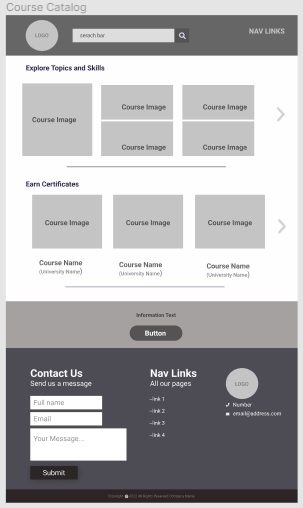 Course Catalog
LOGO
serach bar
NAV LINKS
Explore Topics and Skills
Course Image
Course Image
Course Image
Course Image
Course Image
Earn Certificates
Course Image
Course Image
Course Image
Course Name
(University Name)
Course Name
(University Name)
Course Name
(University Name)
Information Text
Button
Contact Us
Send us a message
Full name
Email
Your Message...
Submit
Nav Links
All our pages
--link 1
--link 2
--link 3
--link 4
LOGO
Number
email@address.com